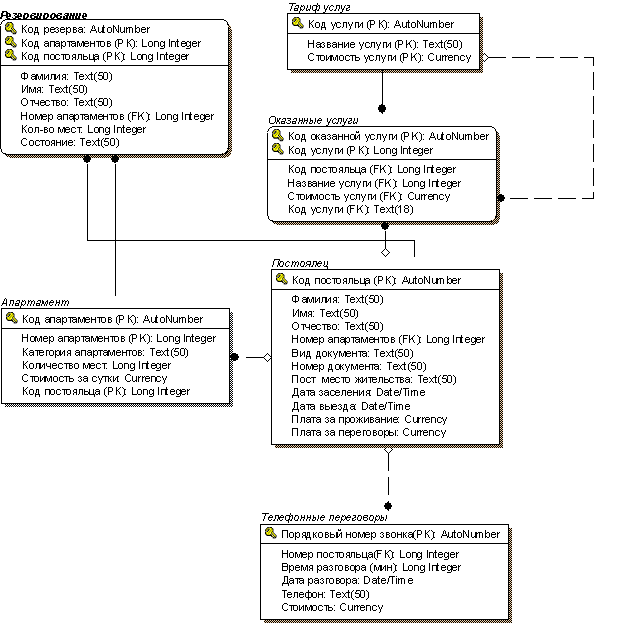 Резервирование
Код резерва: AutoNumber
Код апартаментов (PK): Long Integer
Код постояльца (PK): Long Integer
Фамилия: Text(50)
Имя: Text(50)
Отчество: Text(50)
Номер апартаментов (FK): Long Integer
Кол-во мест: Long Integer
Состояние: Text(50)
Тариф услуг
Код услуги (PK): AutoNumber
Название услуги (PK): Text(50)
Стоимость услуги (PK): Currency
Оказанные услуги
Код оказанной услуги (PK): AutoNumber
Код услуги (PK): Long Integer
Код постояльца (FK): Long Integer
Название услуги (FK): Long Integer
Стоимость услуги (FK): Currency
Код услуги (FK): Text(18)
Постоялец
Код постояльца (PK): AutoNumber
Фамилия: Text(50)
Имя: Text(50)
Отчество: Text(50)
Номер апартаментов (FK): Long Integer
Вид документа: Text(50)
Номер документа: Text(50)
Пост место жительства: Text(50)
Дата заселения: Date/Time
Дата выезда: Date/Time
Плата за проживание: Currency
Плата за переговоры: Currency
Апартамент
Код апартаментов (PK): AutoNumber
Номер апартаментов (PK): Long Integer
Категория апартаментов: Text(50)
Количество мест: Long Integer
Стоимость за сутки: Currency
Код постояльца (PK): Long Integer
Телефонные переговоры
Порядковый номер звонка(PK): AutoNumber
Номер постояльца(FK): Long Integer
Время разговора (мин): Long Integer
Дата разговора: Date/Time
Телефон: Text(50)
Стоимость: Currency